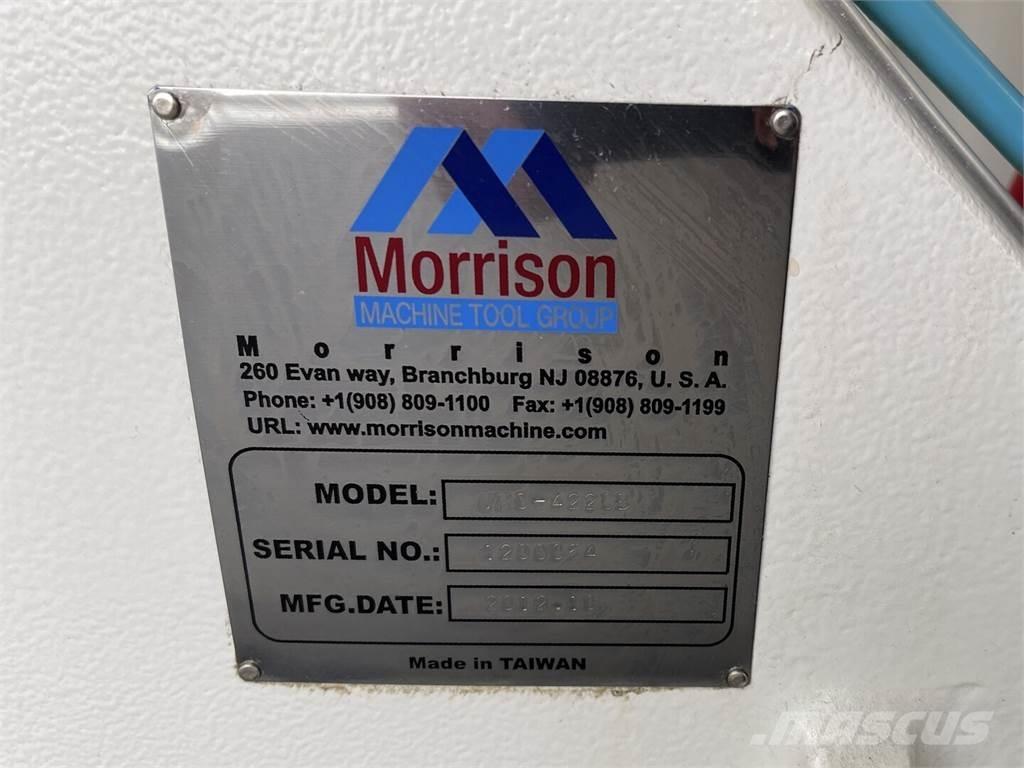 Morrison
MACHINE TOOL GROUP
Morrison
260 Evan way, Branchburg NJ 08876, U. S. A.
Phone: +1(908) 809-1100 Fax: +1(908) 809-1199
URL: www.morrisonmachine.com
MODEL:
SERIAL NO.:
MFG.DATE:
Made in TAIWAN
mascus